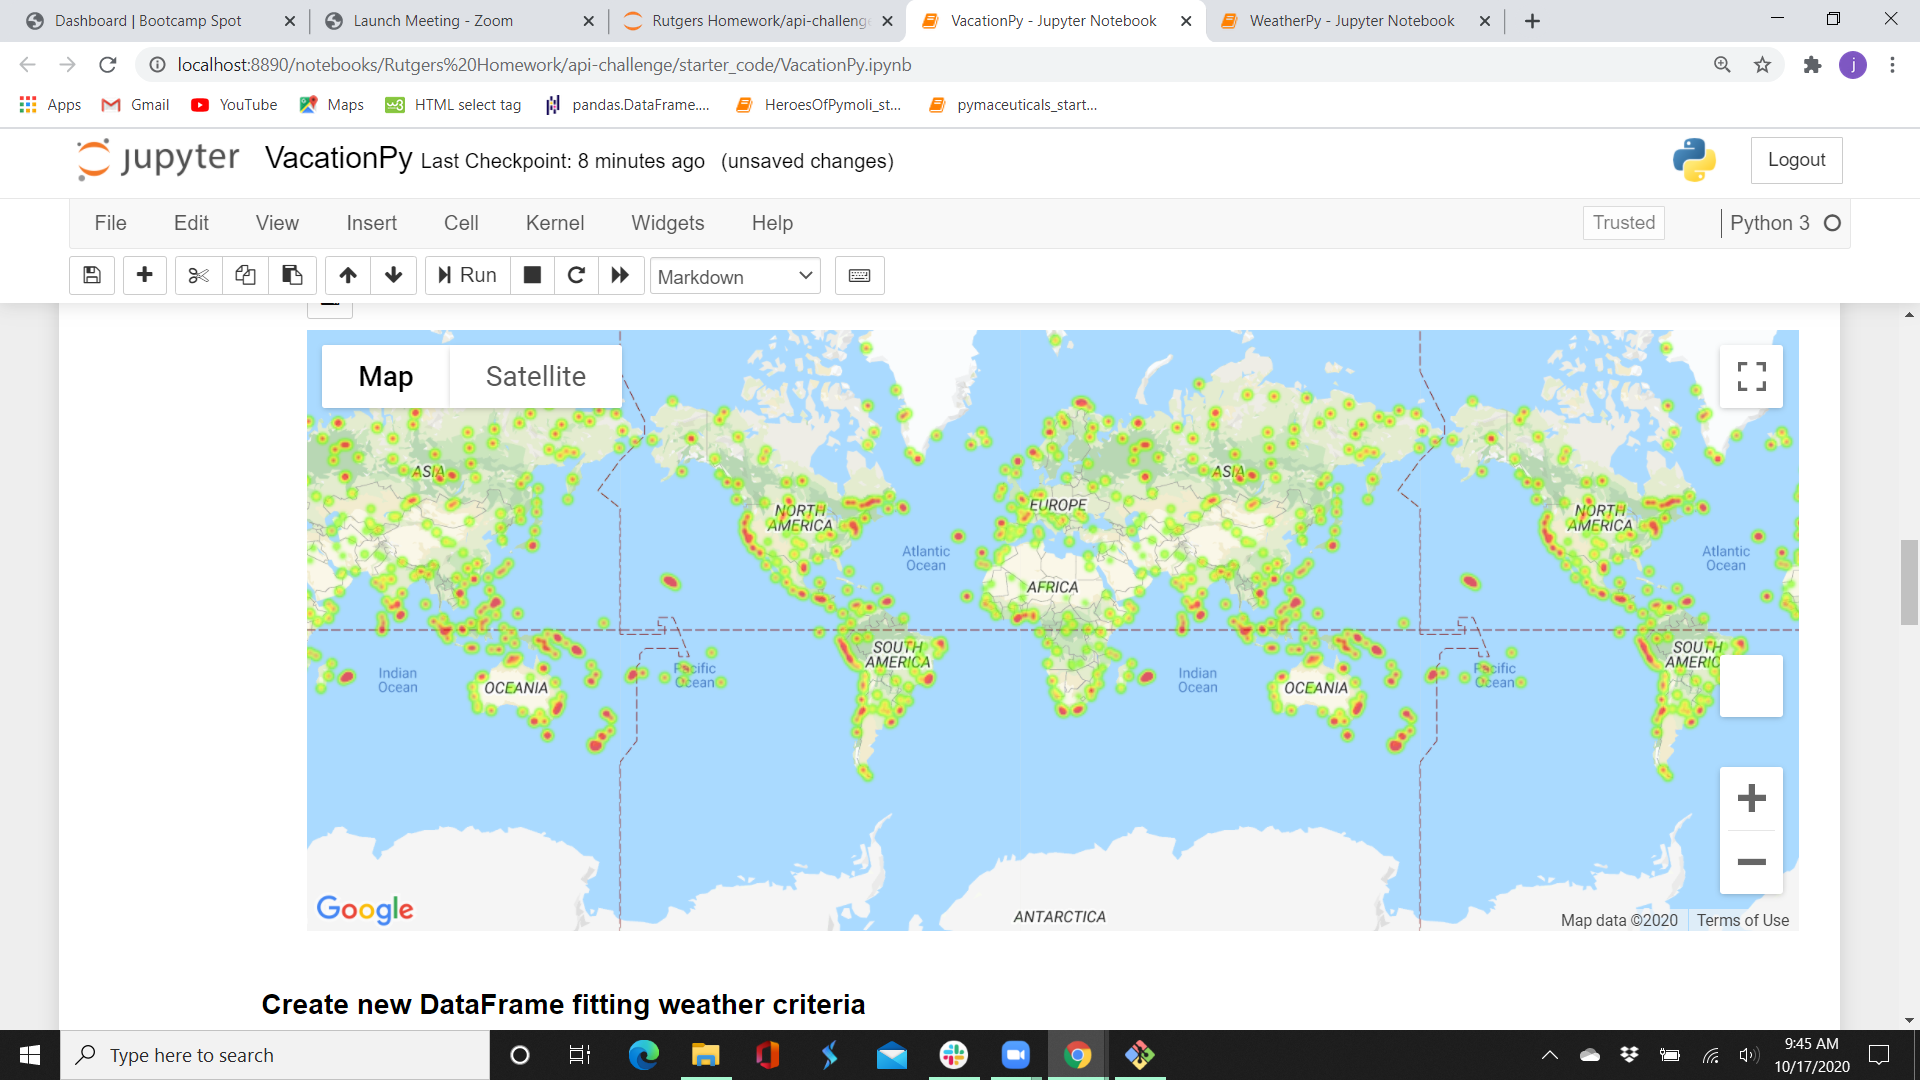 Dashboard | Bootcamp Spot
Launch Meeting - Zoom
Rutgers Homework/api-challenge
VacationPy - Jupyter Notebook
WeatherPy - Jupyter Notebook
localhost:8890/notebooks/Rutgers%20Homework/api-challenge/starter_code/VacationPy.ipynb
j
Apps
Gmail
YouTube
Maps
HTML select tag
pandas.DataFrame....
HeroesOfPymoli_st...
pymaceuticals_start...
jupyter
VacationPy Last Checkpoint: 8 minutes ago (unsaved changes)
Logout
File
Edit
View
Insert
Cell
Kernel
Widgets
Help
Trusted
Python 3
Run
Markdown
Map
Satellite
ASIA
NORTH
AMERICA
EUROPE
ASIA
NORTH
AMERICA
Atlantic
Ocean
Atlantic
Ocean
AFRICA
SOUTH
AMERICA
SOUTH
AMERIC
Indian
Ocean
OCEANIA
Pacific
Ocean
Indian
Ocean
OCEANIA
Pacific
Ocean
ANTARCTICA
Google
Map data ©2020
Terms of Use
Create new DataFrame fitting weather criteria
Type here to search
9:45 AM
10/17/2020